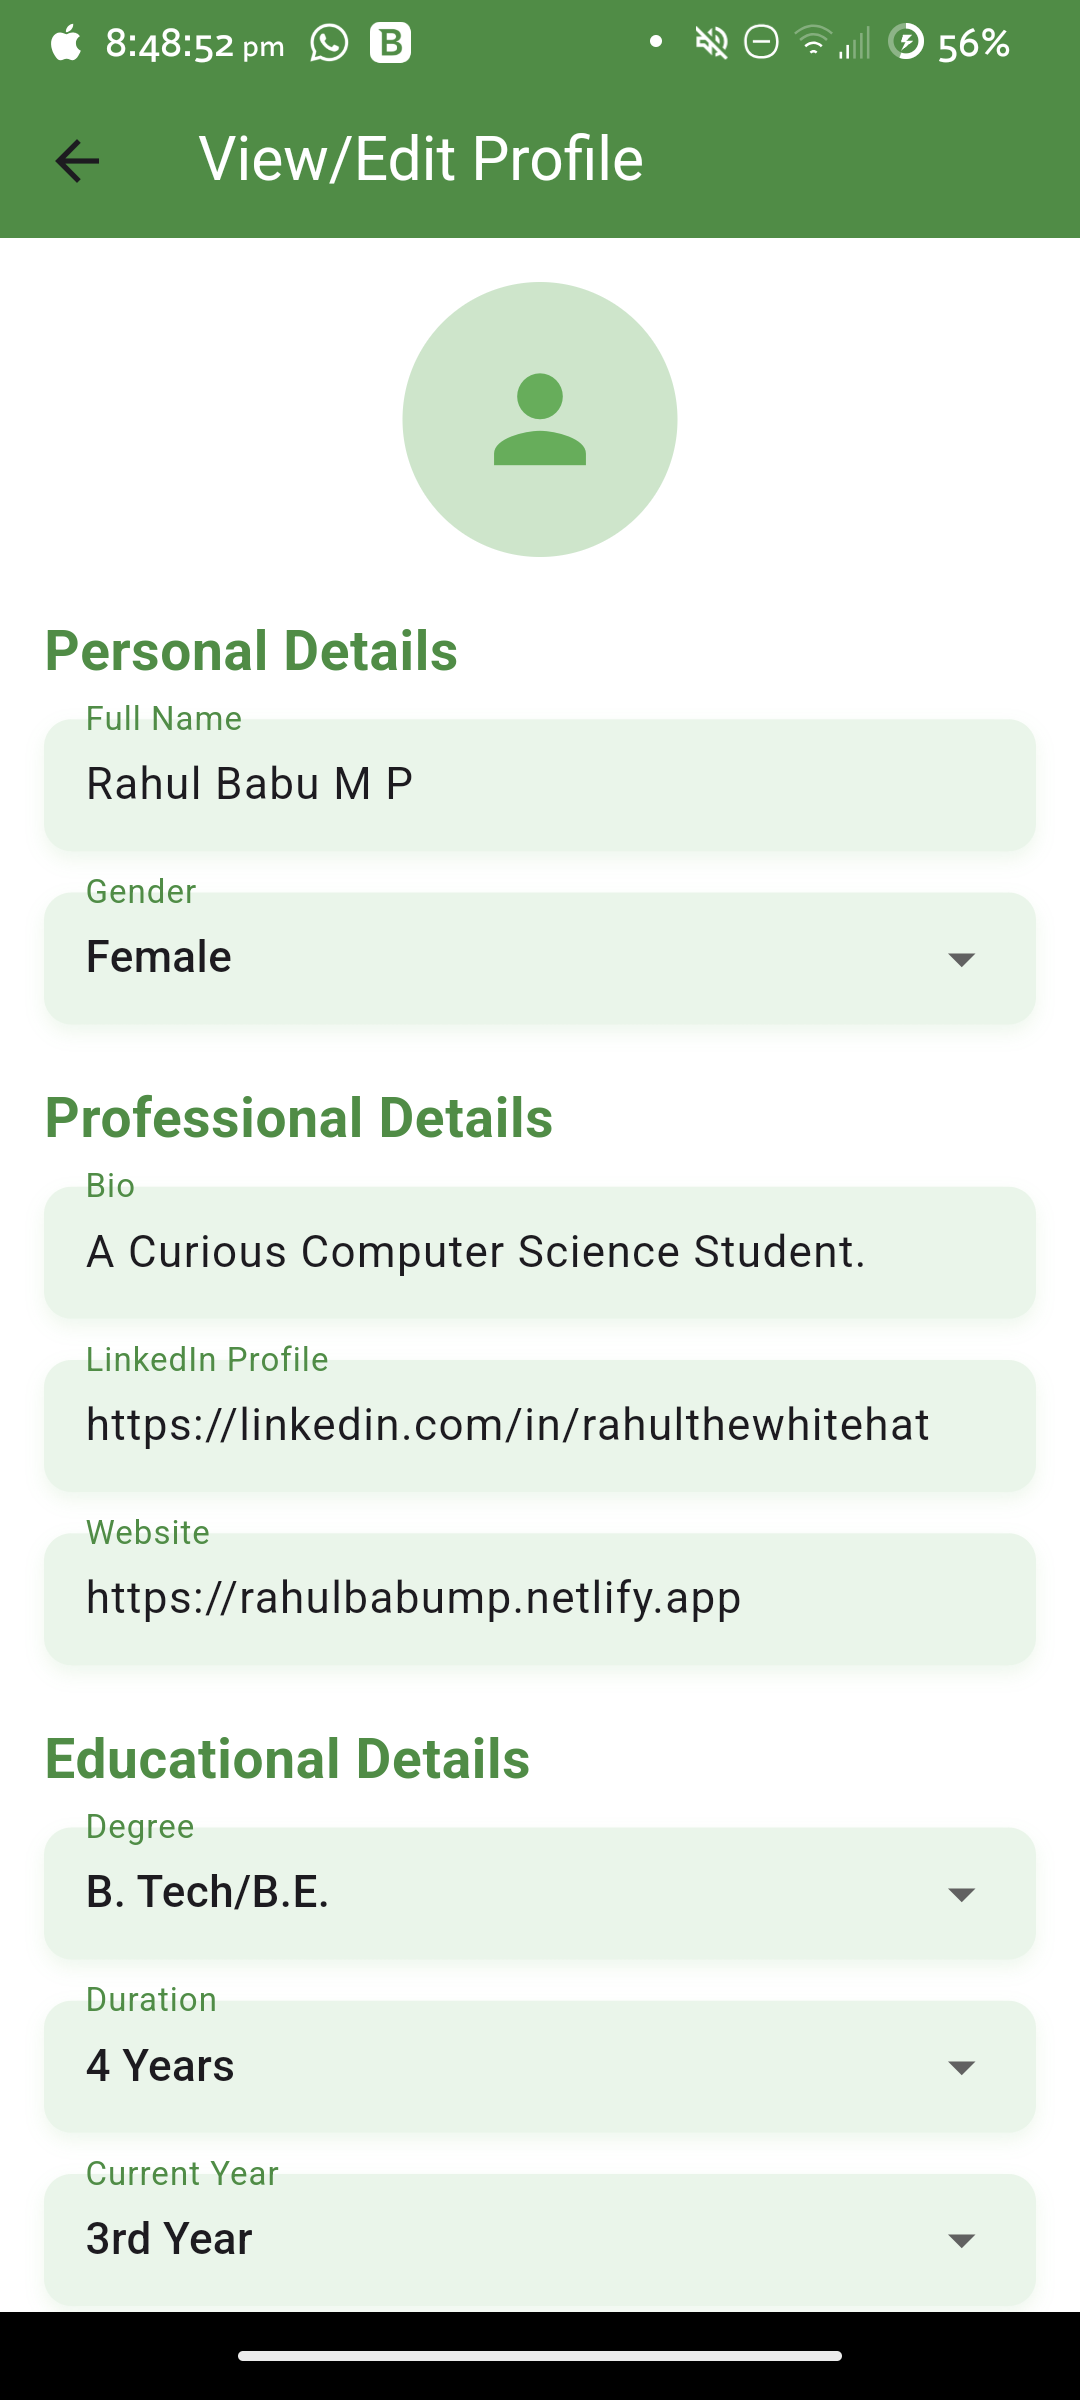 8:48:52 pm B 56%
View/Edit Profile
Personal Details
Full Name
Rahul Babu M P
Gender
Female
Professional Details
Bio
A Curious Computer Science Student.
LinkedIn Profile
https://linkedin.com/in/rahulthewhitehat
Website
https://rahulbabump.netlify.app
Educational Details
Degree
B. Tech/B.E.
Duration
4 Years
Current Year
3rd Year